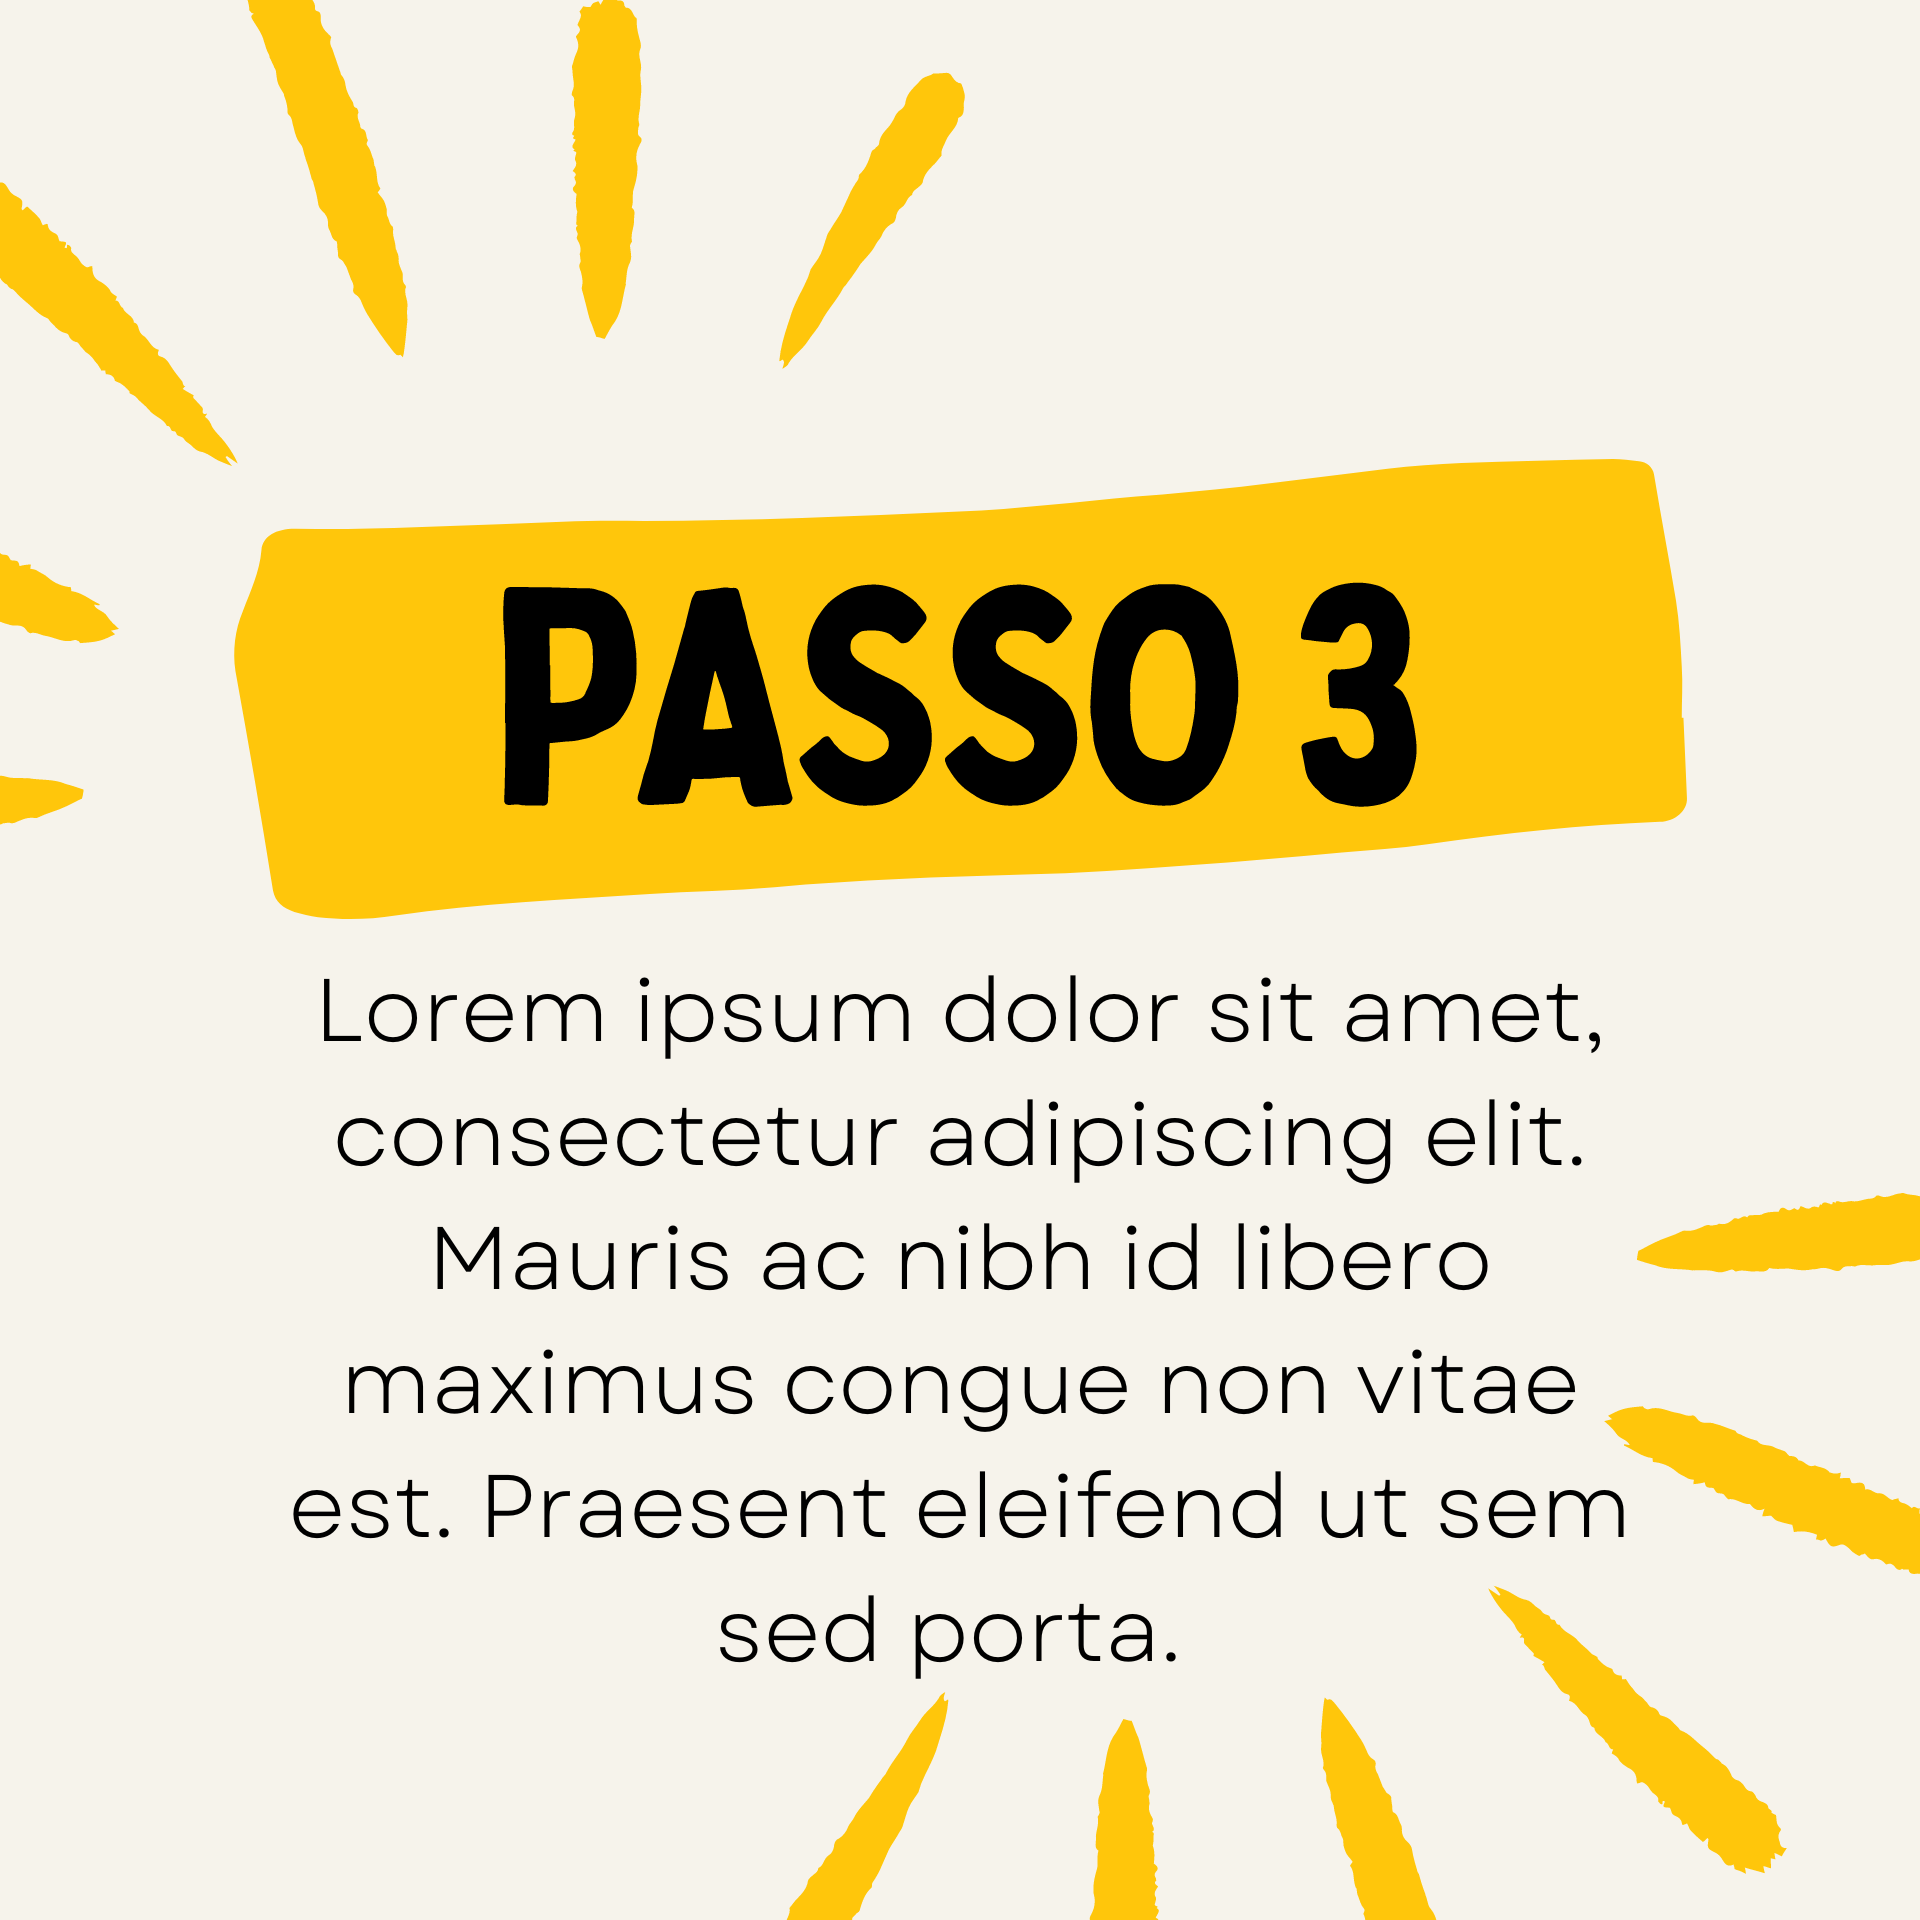 PASSO 3
Lorem ipsum dolor sit amet,
consectetur adipiscing elit.
Mauris ac nibh id libero
maximus congue non vitae
est. Praesent eleifend ut sem
sed porta.